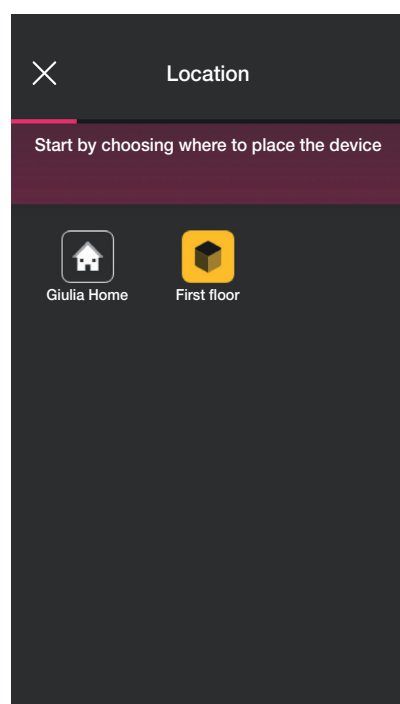 Location
Start by choosing where to place the device
Giulia Home
First floor